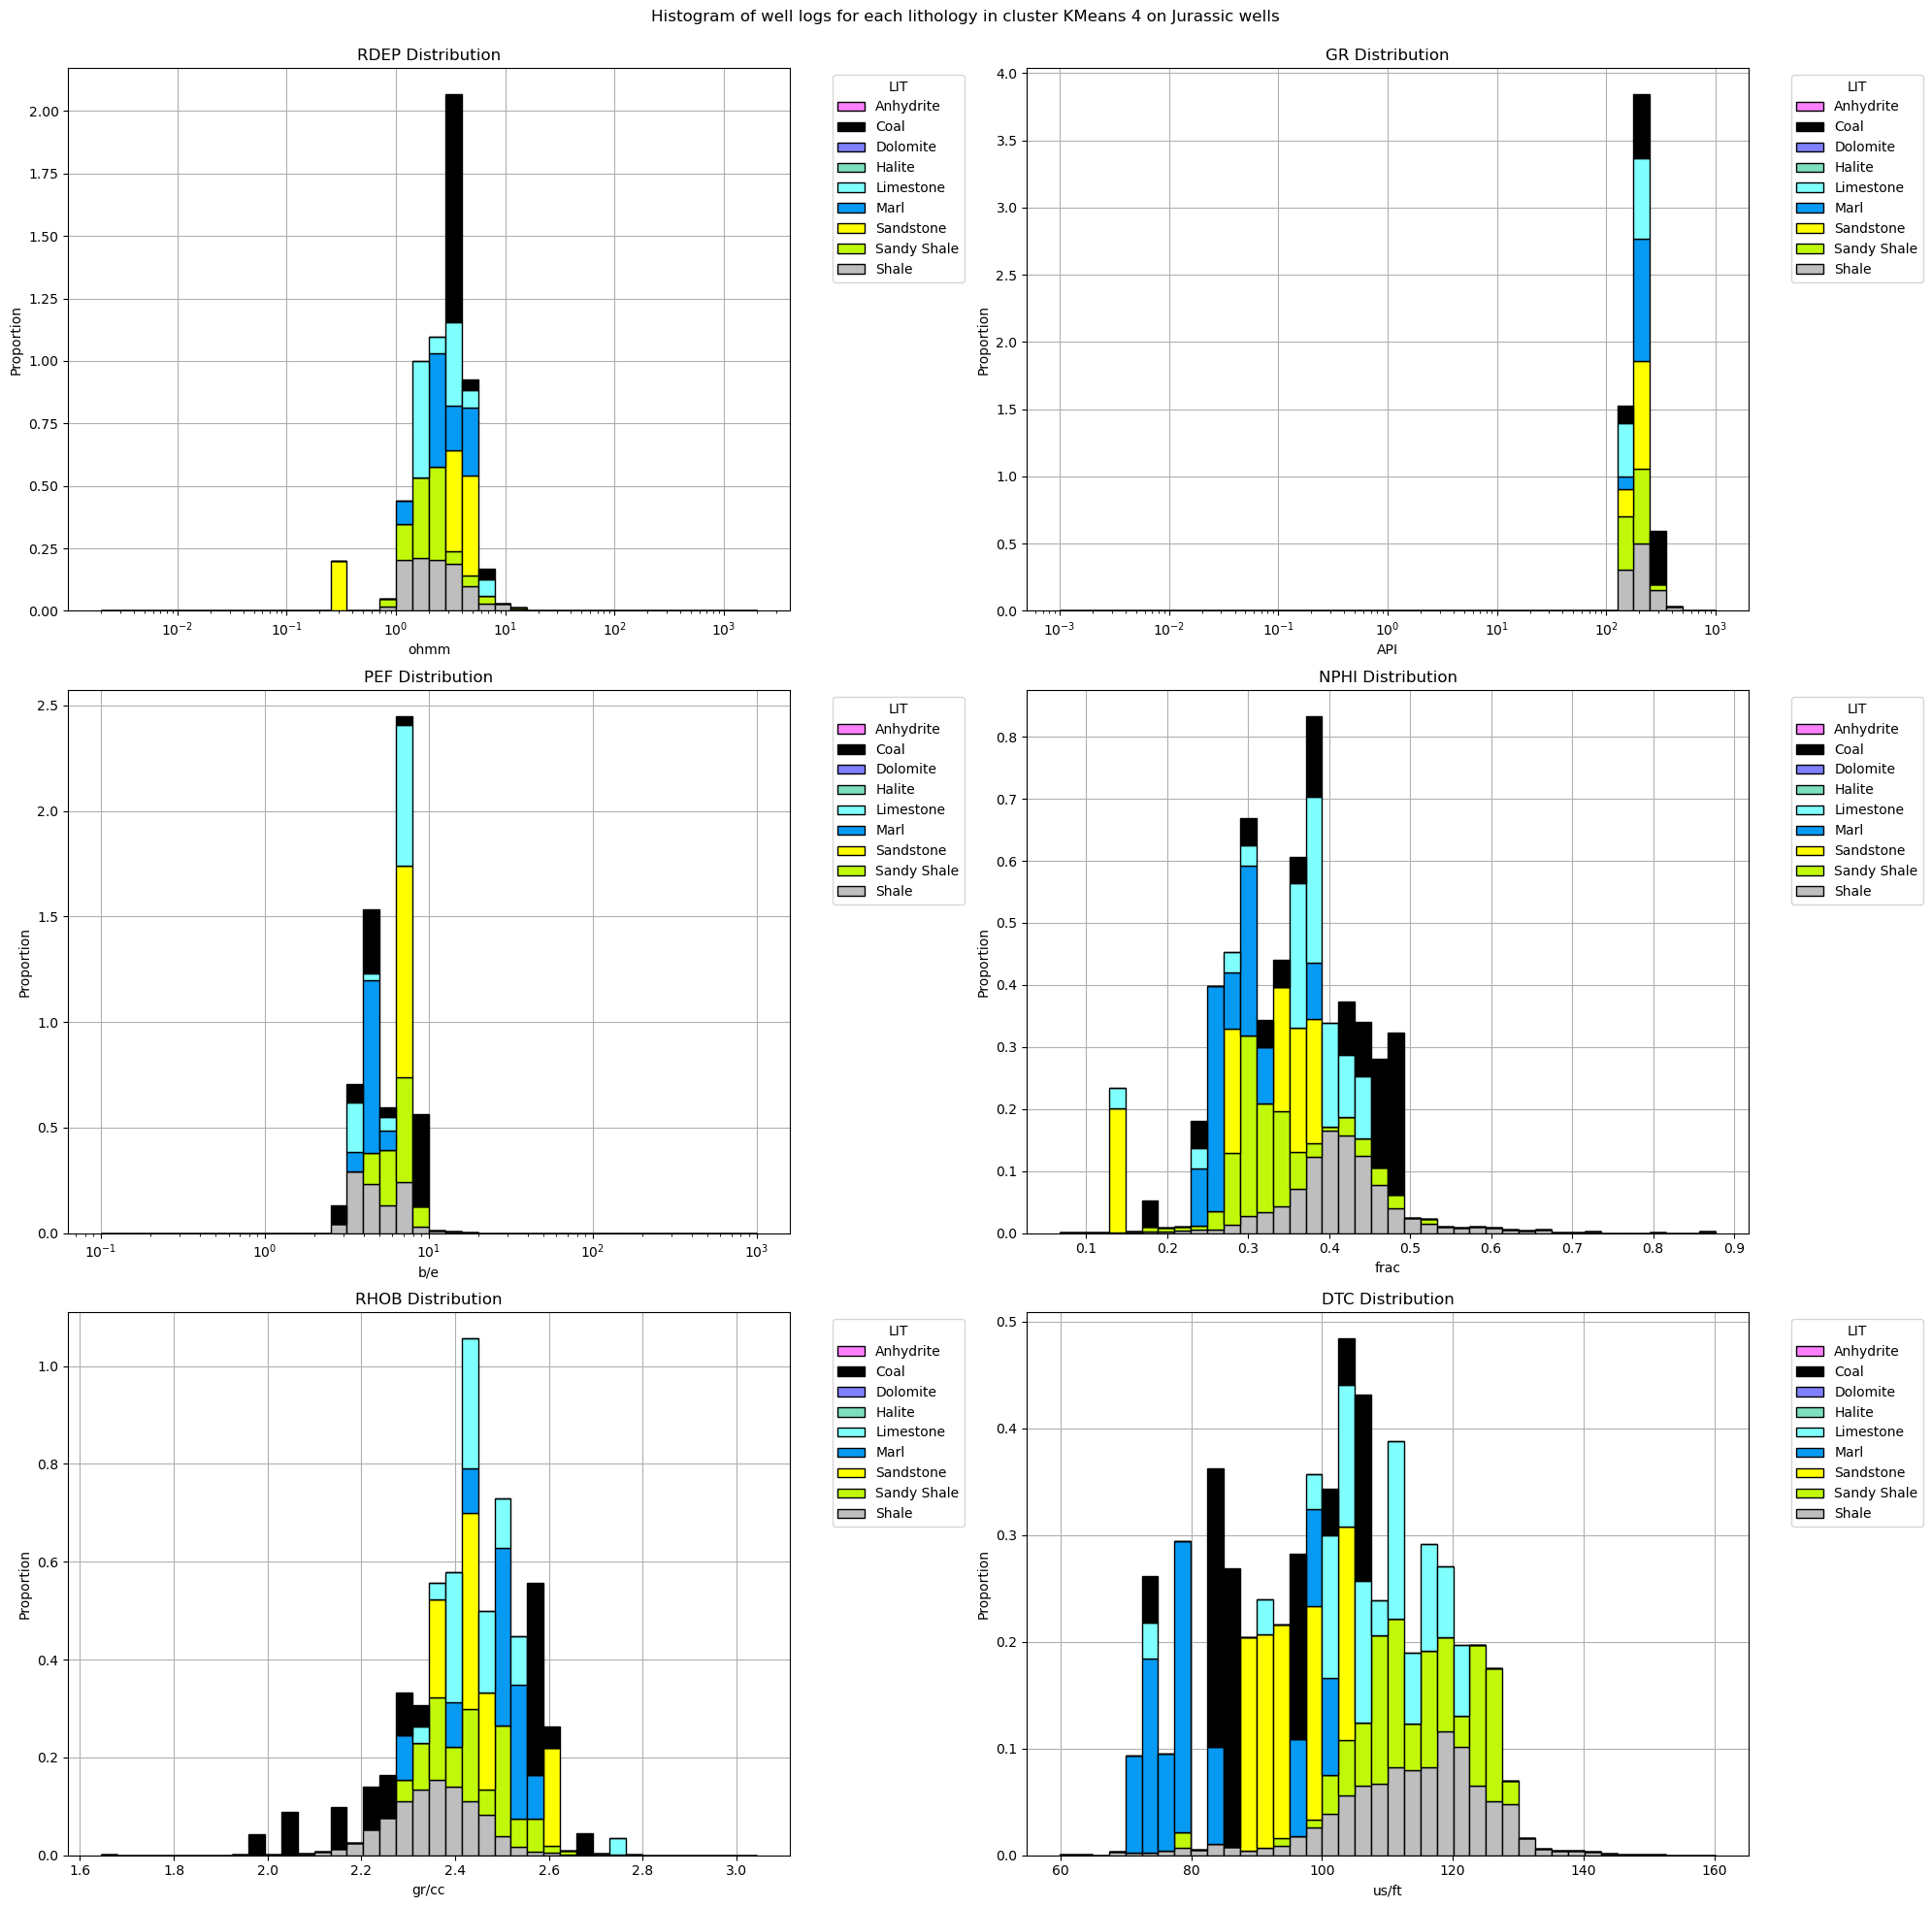 Histogram of well logs for each lithology in cluster KMeans 4 on Jurassic wells
RDEP Distribution
Proportion
2.00
1.75
1.50
1.25
1.00
0.75
0.50
0.25
0.00
10⁻² 10⁻¹ 10⁰ 10¹ 10² 10³
ohmm
LIT
Anhydrite
Coal
Dolomite
Halite
Limestone
Marl
Sandstone
Sandy Shale
Shale
GR Distribution
Proportion
4.0
3.5
3.0
2.5
2.0
1.5
1.0
0.5
0.0
10⁻³ 10⁻² 10⁻¹ 10⁰ 10¹ 10² 10³
API
LIT
Anhydrite
Coal
Dolomite
Halite
Limestone
Marl
Sandstone
Sandy Shale
Shale
PEF Distribution
Proportion
2.5
2.0
1.5
1.0
0.5
0.0
10⁻¹ 10⁰ 10¹ 10² 10³
b/e
LIT
Anhydrite
Coal
Dolomite
Halite
Limestone
Marl
Sandstone
Sandy Shale
Shale
NPHI Distribution
Proportion
0.8
0.7
0.6
0.5
0.4
0.3
0.2
0.1
0.0
0.1 0.2 0.3 0.4 0.5 0.6 0.7 0.8 0.9
frac
LIT
Anhydrite
Coal
Dolomite
Halite
Limestone
Marl
Sandstone
Sandy Shale
Shale
RHOB Distribution
Proportion
1.0
0.8
0.6
0.4
0.2
0.0
1.6 1.8 2.0 2.2 2.4 2.6 2.8 3.0
gr/cc
LIT
Anhydrite
Coal
Dolomite
Halite
Limestone
Marl
Sandstone
Sandy Shale
Shale
DTC Distribution
Proportion
0.5
0.4
0.3
0.2
0.1
0.0
60 80 100 120 140 160
us/ft
LIT
Anhydrite
Coal
Dolomite
Halite
Limestone
Marl
Sandstone
Sandy Shale
Shale